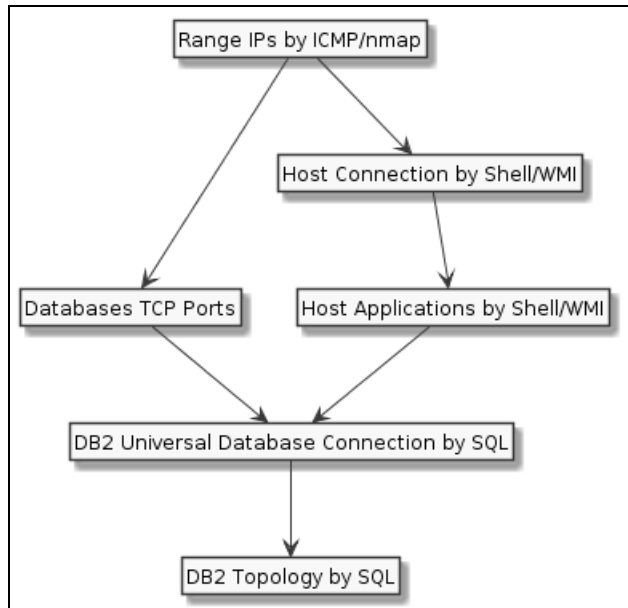 Range IPs by ICMP/nmap
Host Connection by Shell/WMI
Databases TCP Ports
Host Applications by Shell/WMI
DB2 Universal Database Connection by SQL
DB2 Topology by SQL